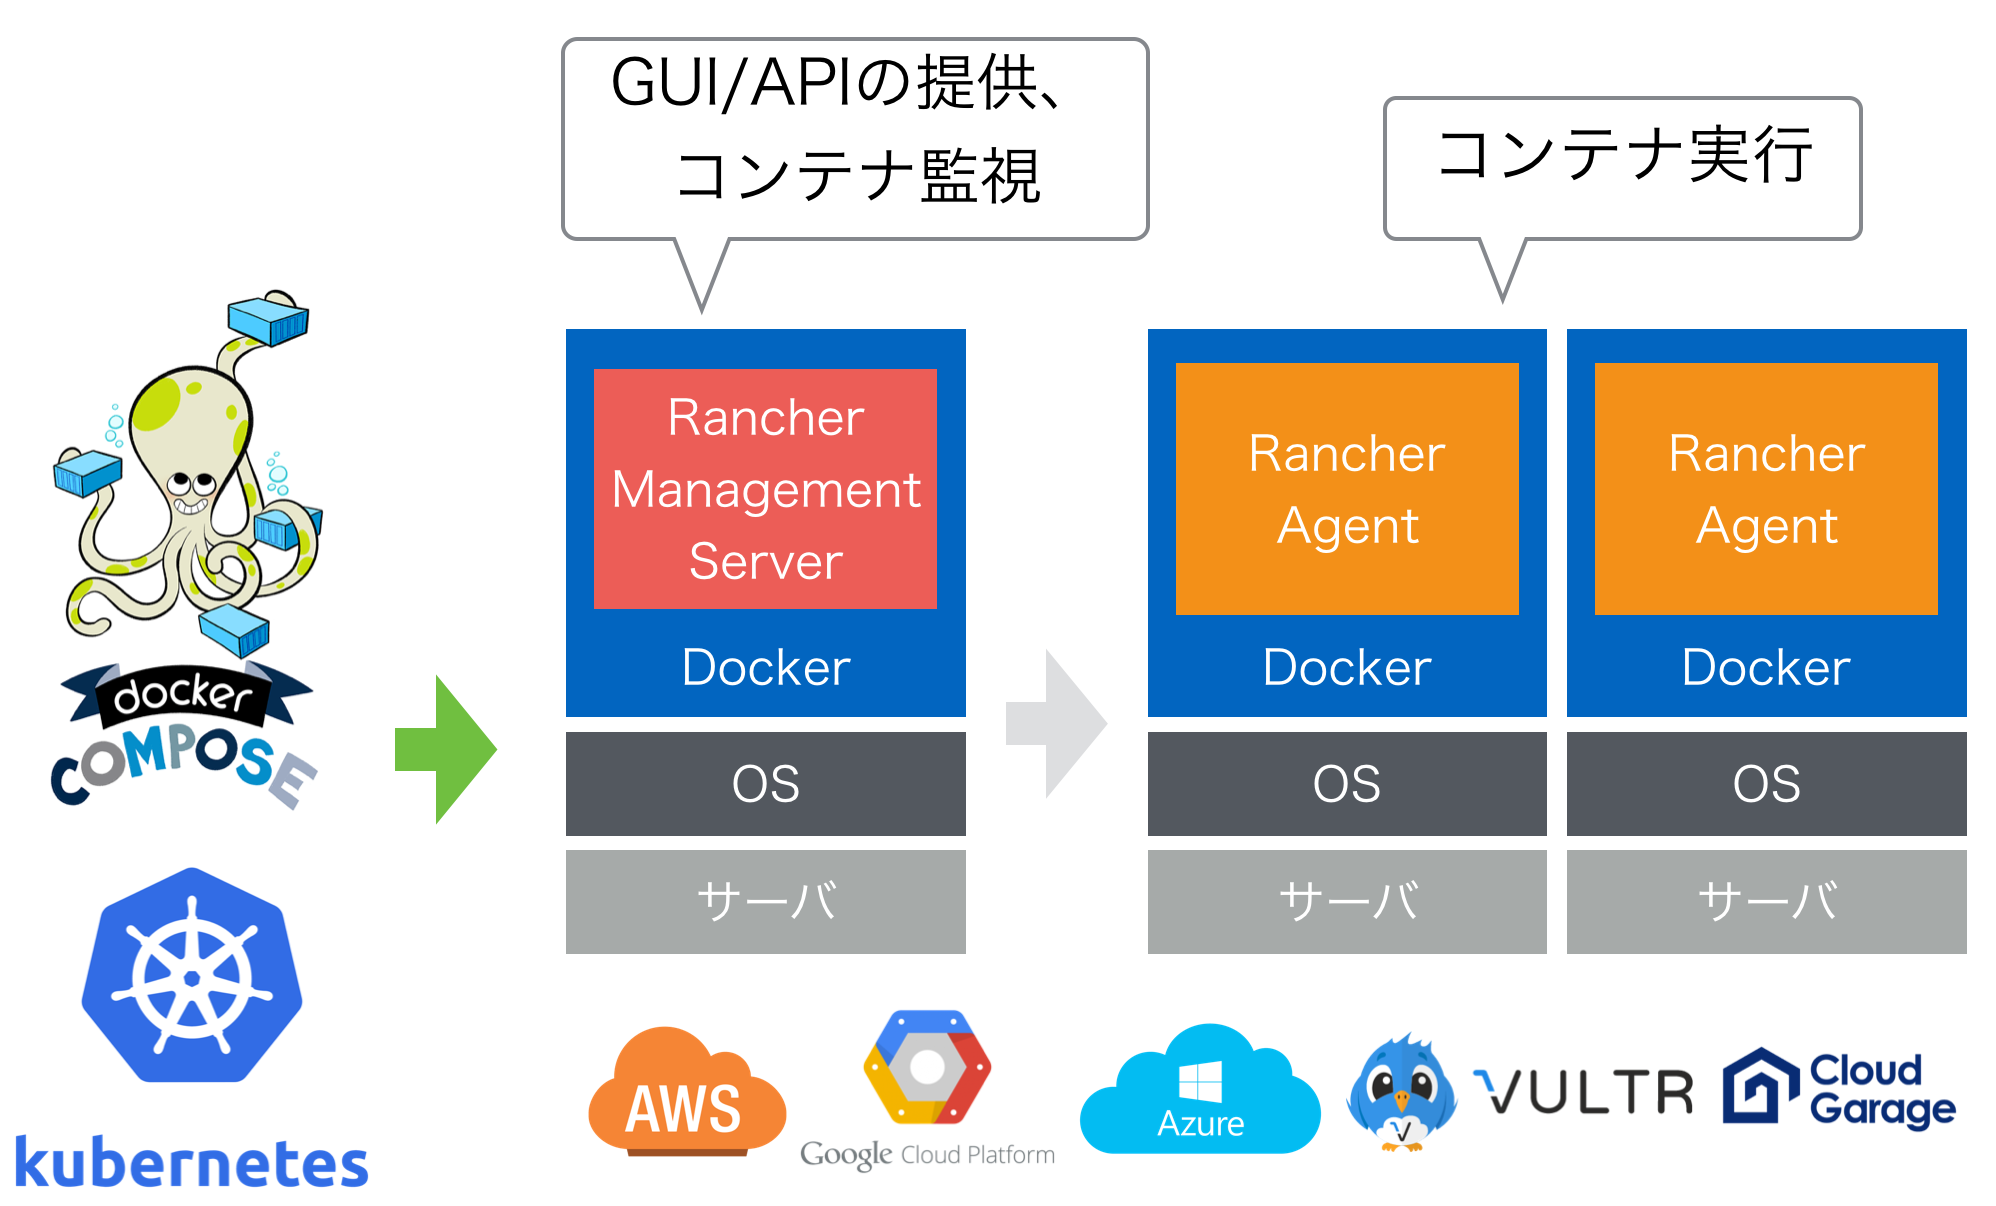 GUI/APIの提供、
コンテナ監視
コンテナ実行
Rancher
Management
Server
Docker
OS
サーバ
Rancher
Agent
Docker
OS
サーバ
Rancher
Agent
Docker
OS
サーバ
docker
COMPOSE
kubernetes
AWS
Google Cloud Platform
Azure
V
VULTR
Cloud
Garage